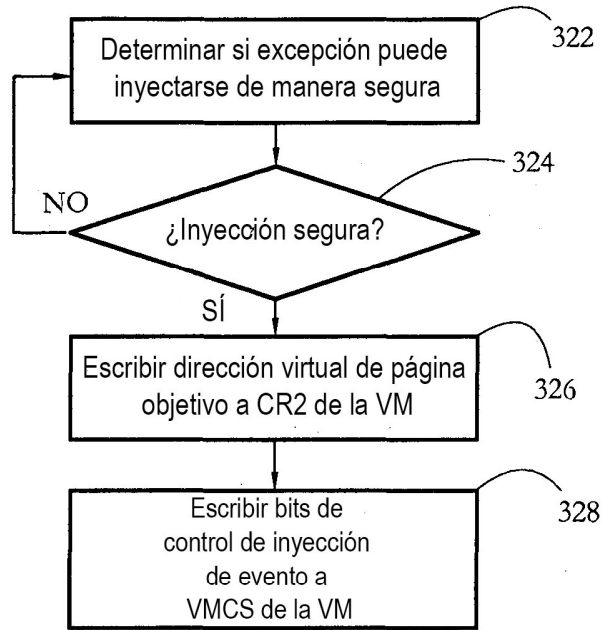 Determinar si excepción puede
inyectarse de manera segura
322
324
NO
¿Inyección segura?
SÍ
Escribir dirección virtual de página
objetivo a CR2 de la VM
326
Escribir bits de
control de inyección
de evento a
VMCS de la VM
328